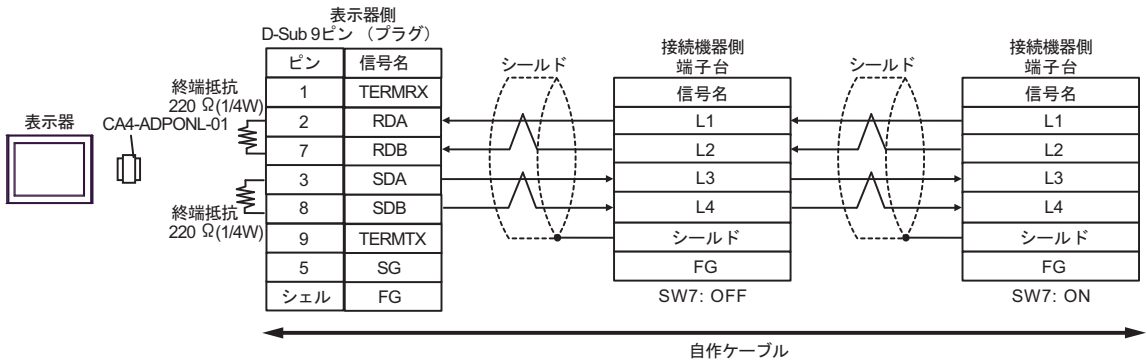 表示器側
D-Sub 9ピン （プラグ）
ピン 信号名
1 TERMRX
2 RDA
7 RDB
3 SDA
8 SDB
9 TERMTX
5 SG
シェル FG
終端抵抗
220 Ω(1/4W)
CA4-ADPONL-01
表示器
終端抵抗
220 Ω(1/4W)
シールド
接続機器側
端子台
信号名
L1
L2
L3
L4
シールド
FG
SW7: OFF
シールド
接続機器側
端子台
信号名
L1
L2
L3
L4
シールド
FG
SW7: ON
自作ケーブル